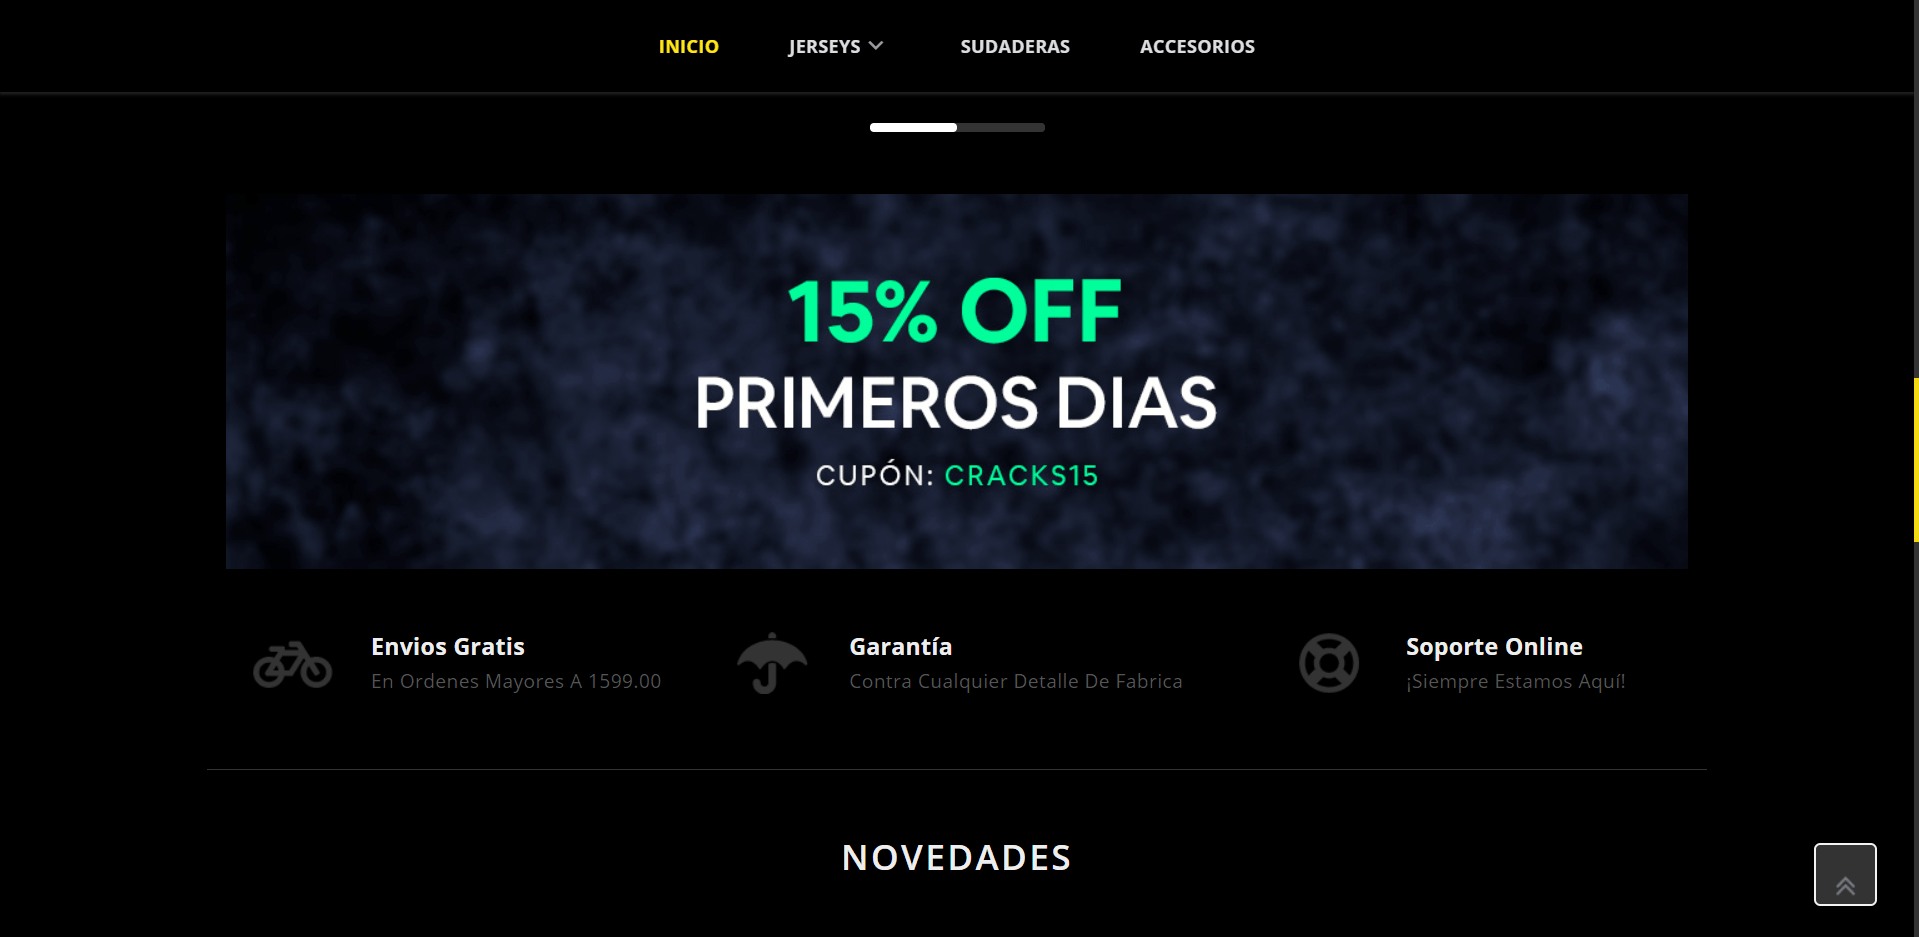 INICIO JERSEYS SUDADERAS ACCESORIOS
15% OFF
PRIMEROS DIAS
CUPÓN: CRACKS15
Envios Gratis
En Ordenes Mayores A 1599.00
Garantía
Contra Cualquier Detalle De Fabrica
Soporte Online
¡Siempre Estamos Aquí!
NOVEDADES